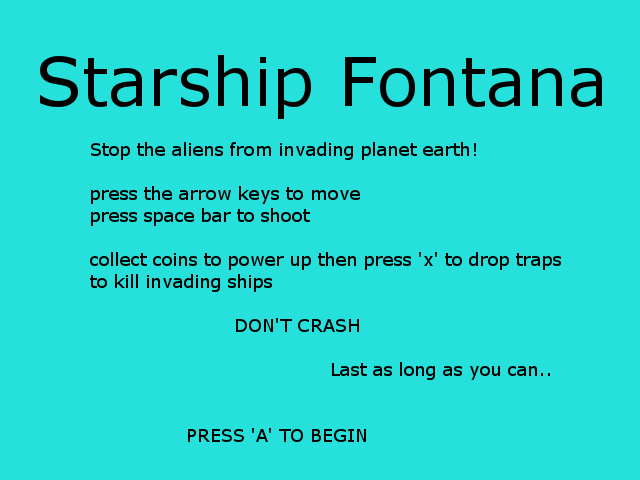 Starship Fontana
Stop the aliens from invading planet earth!
press the arrow keys to move
press space bar to shoot
collect coins to power up then press 'x' to drop traps
to kill invading ships
DON'T CRASH
Last as long as you can..
PRESS 'A' TO BEGIN